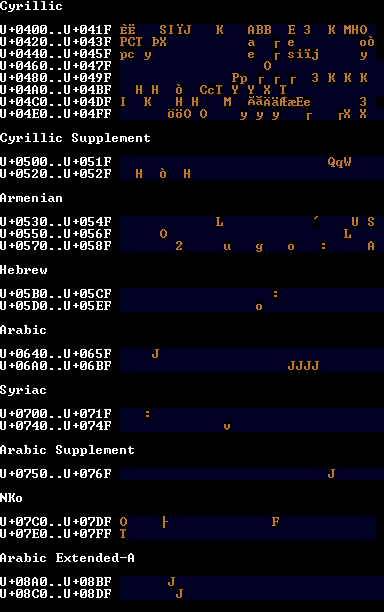 Cyrillic
U+0400..U+041F ÈË SIÏJ K ABB E 3 K MHO
U+0420..U+043F PCT ÞX a r e oò
U+0440..U+045F pc y e r sïij y
U+0460..U+047F O
U+0480..U+049F Pp r r r 3 K K K
U+04A0..U+04BF H H ò CcT Y Y X T
U+04C0..U+04DF I K H H M ĂăÄäÆæĔe 3
U+04E0..U+04FF ööO O y y y r rX X
Cyrillic Supplement
U+0500..U+051F QqW
U+0520..U+052F H ò H
Armenian
U+0530..U+054F L ´ U S
U+0550..U+056F O L
U+0570..U+058F 2 u g o : A
Hebrew
U+05B0..U+05CF :
U+05D0..U+05EF o
Arabic
U+0640..U+065F J
U+06A0..U+06BF JJJJ
Syriac
U+0700..U+071F :
U+0740..U+074F v
Arabic Supplement
U+0750..U+076F J
NKo
U+07C0..U+07DF O ├ F
U+07E0..U+07FF T
Arabic Extended-A
U+08A0..U+08BF J
U+08C0..U+08DF J